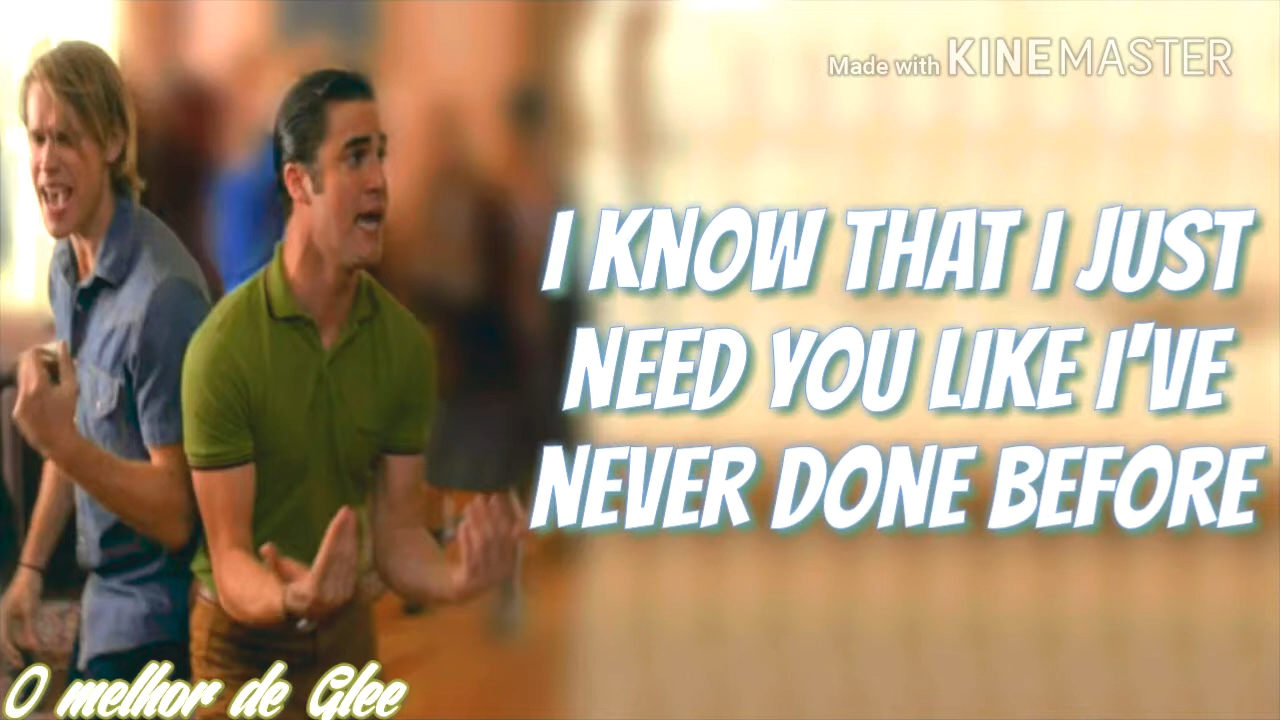 Made with KINEMASTER
I KNOW THAT I JUST
NEED YOU LIKE I'VE
NEVER DONE BEFORE
O melhor de Glee